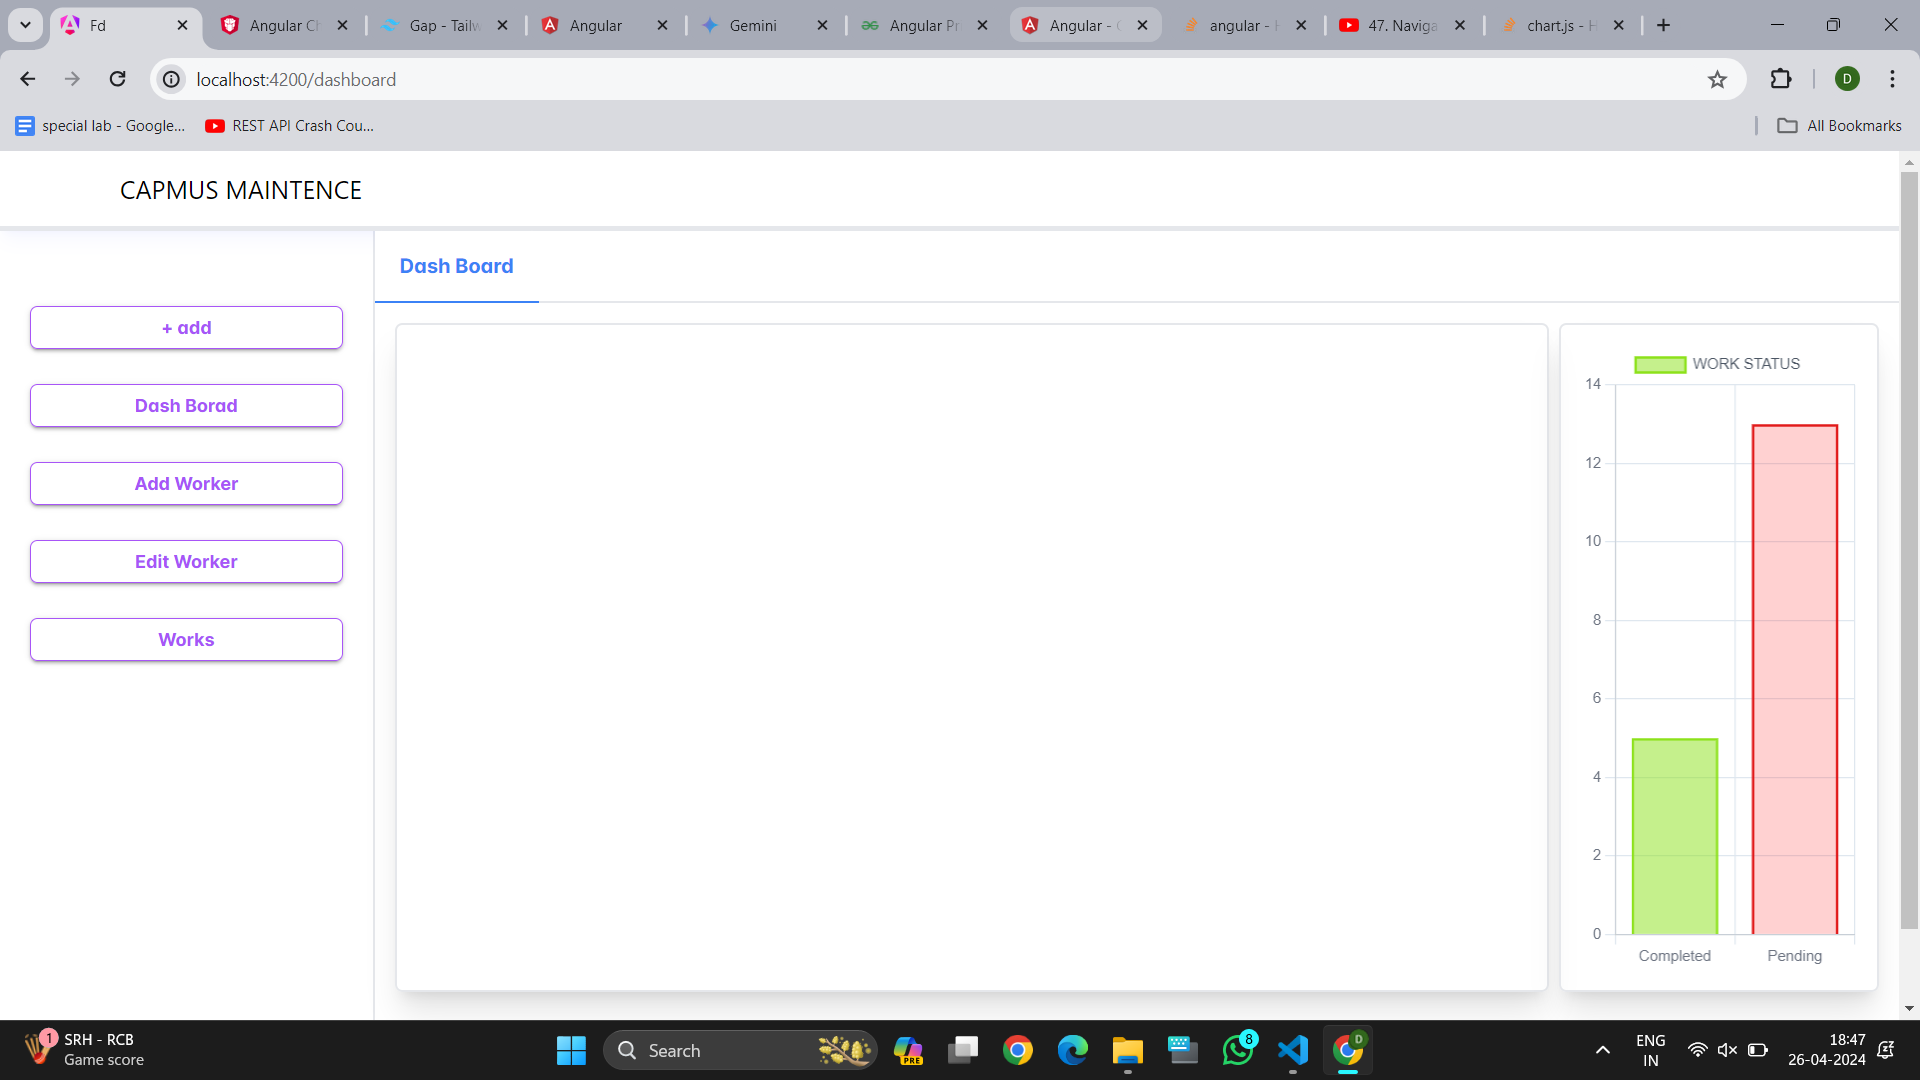 Fd
Angular Ch
Gap - Tailw
Angular
Gemini
Angular Pr
Angular - C
angular - H
47. Naviga
chart.js - H
localhost:4200/dashboard
D
special lab - Google...
REST API Crash Cou...
All Bookmarks
CAPMUS MAINTENCE
+ add
Dash Borad
Add Worker
Edit Worker
Works
Dash Board
WORK STATUS
14
12
10
8
6
4
2
0
Completed
Pending
1
SRH - RCB
Game score
Search
PRE
8
D
ENG
IN
18:47
26-04-2024